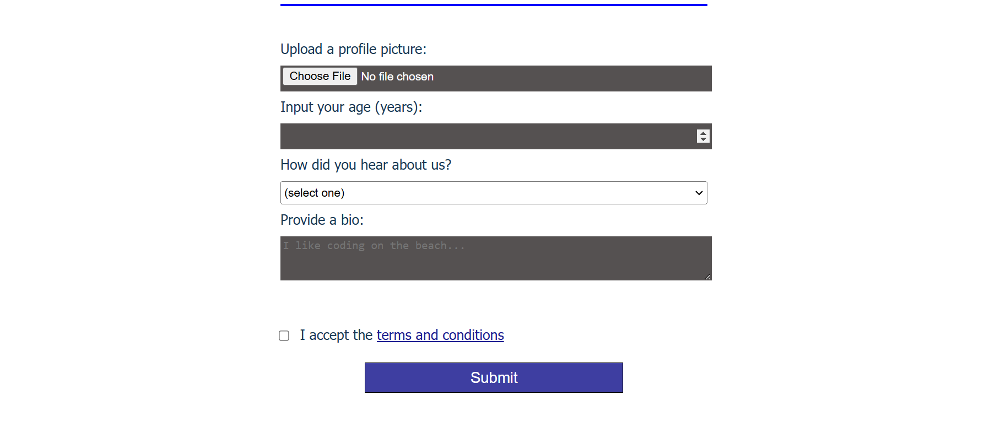 Upload a profile picture:
Choose File No file chosen
Input your age (years):
How did you hear about us?
(select one)
Provide a bio:
I like coding on the beach...
I accept the terms and conditions
Submit